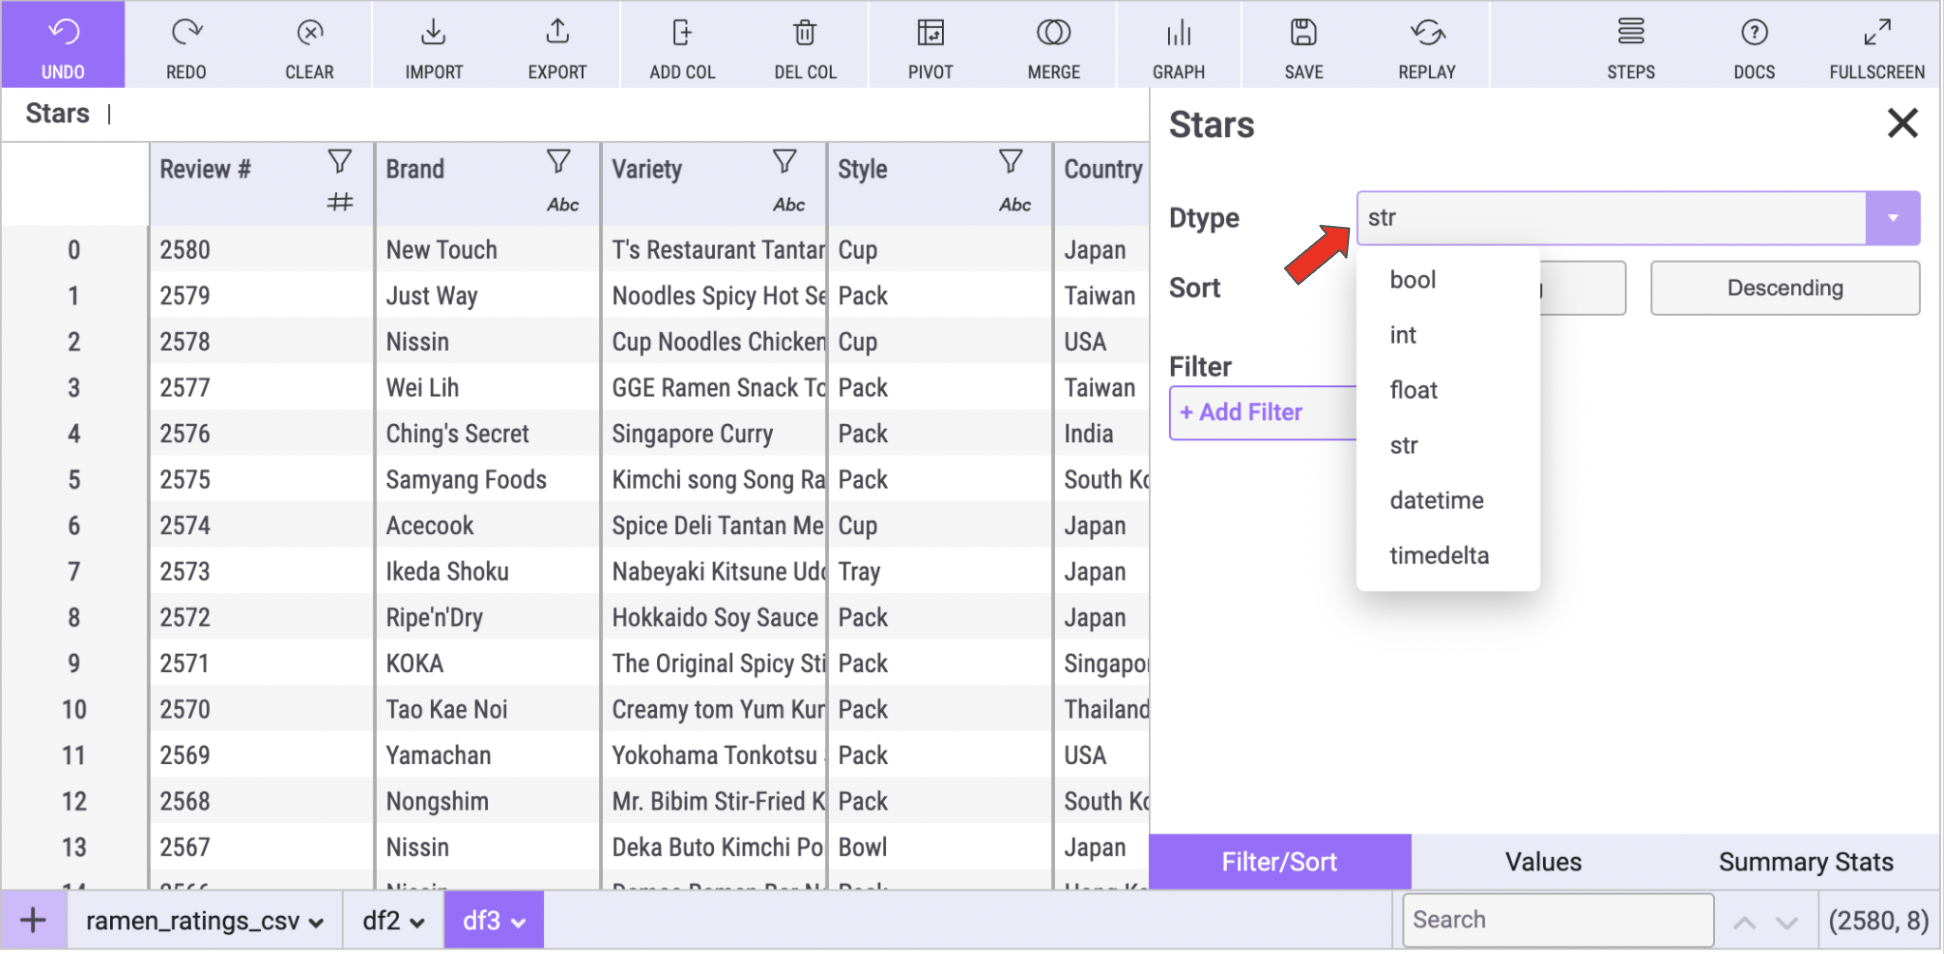 UNDO REDO CLEAR IMPORT EXPORT ADD COL DEL COL PIVOT MERGE GRAPH SAVE REPLAY STEPS DOCS FULLSCREEN
Stars
Review # Brand Variety Style Country
Abc Abc Abc
0 2580 New Touch T's Restaurant Tantan Cup Japan
1 2579 Just Way Noodles Spicy Hot Se Pack Taiwan
2 2578 Nissin Cup Noodles Chicken Cup USA
3 2577 Wei Lih GGE Ramen Snack To Pack Taiwan
4 2576 Ching's Secret Singapore Curry Pack India
5 2575 Samyang Foods Kimchi song Song Ra Pack South Ko
6 2574 Acecook Spice Deli Tantan Me Cup Japan
7 2573 Ikeda Shoku Nabeyaki Kitsune Udo Tray Japan
8 2572 Ripe'n'Dry Hokkaido Soy Sauce Pack Japan
9 2571 KOKA The Original Spicy Sti Pack Singapo
10 2570 Tao Kae Noi Creamy tom Yum Kun Pack Thailand
11 2569 Yamachan Yokohama Tonkotsu Pack USA
12 2568 Nongshim Mr. Bibim Stir-Fried K Pack South Ko
13 2567 Nissin Deka Buto Kimchi Po Bowl Japan
Stars
Dtype str
bool
Sort Descending
int
Filter
float
+ Add Filter
str
datetime
timedelta
Filter/Sort Values Summary Stats
+ ramen_ratings_csv df2 df3 Search (2580, 8)